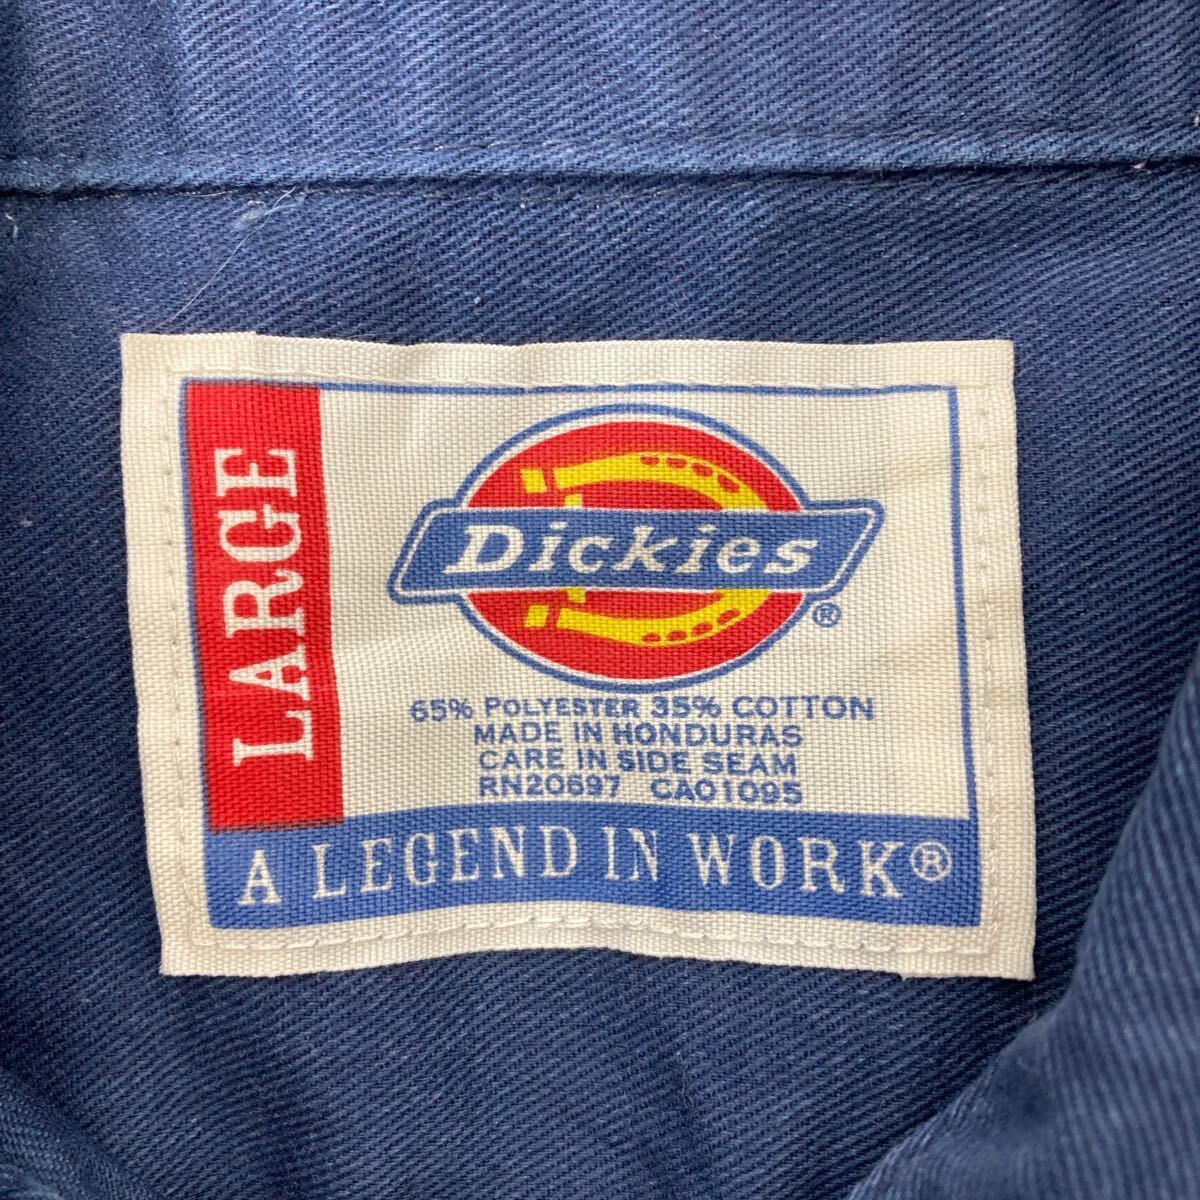 LARGE
Dickies®
65% POLYESTER 35% COTTON
MADE IN HONDURAS
CARE IN SIDE SEAM
RN20697 CA01095
A LEGEND IN WORK®